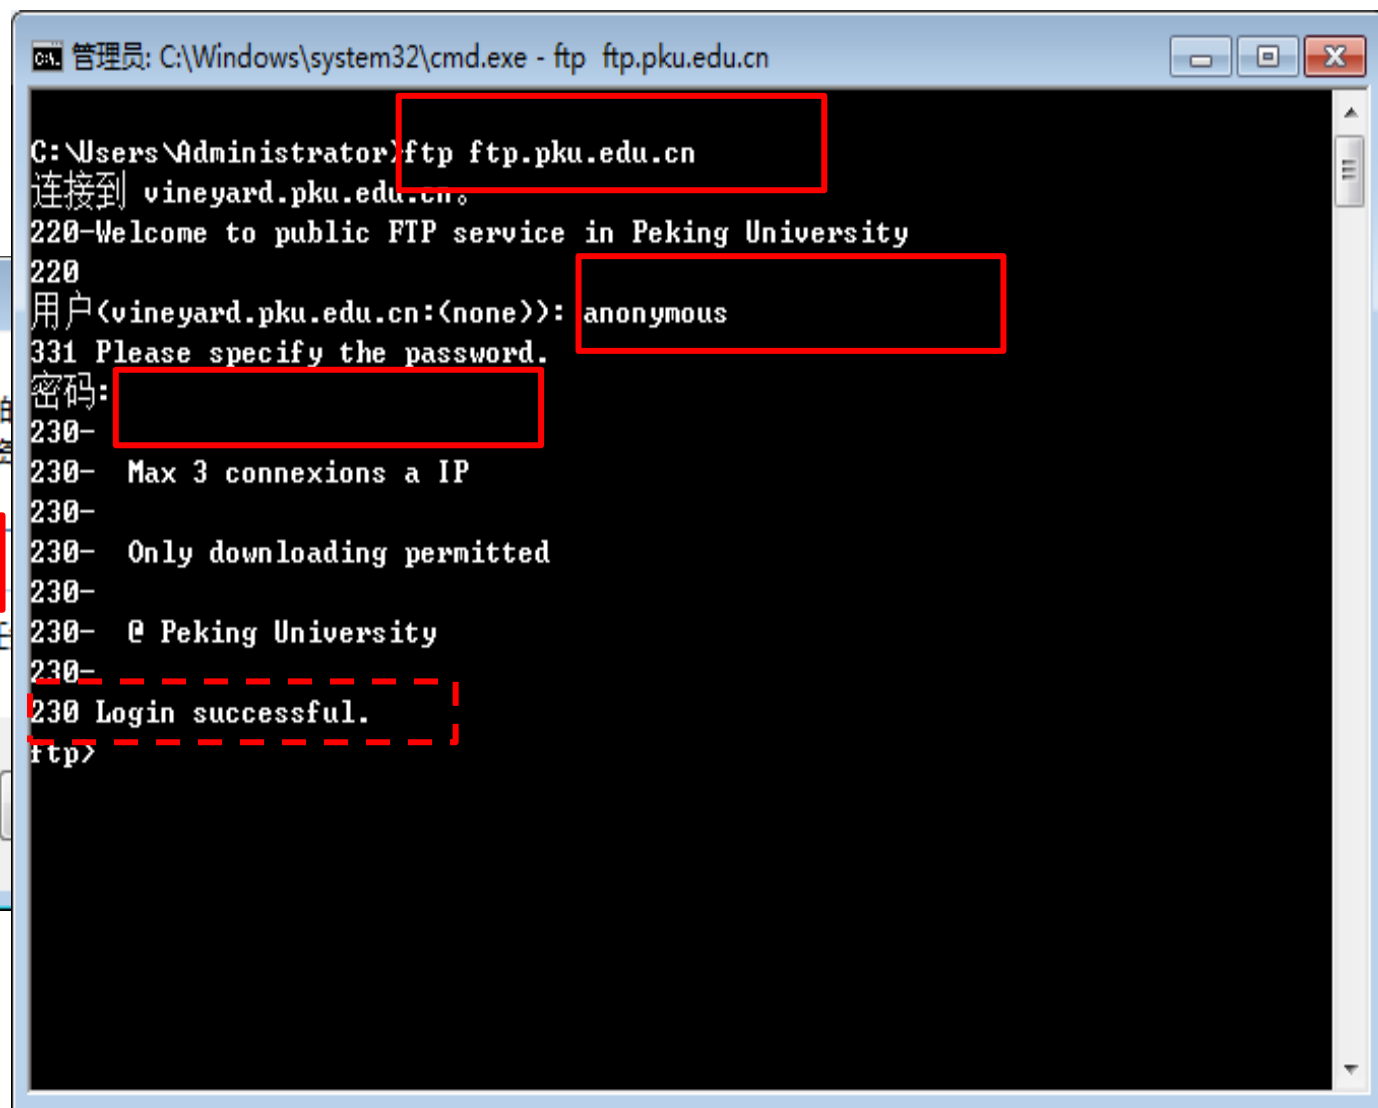 管理员: C:\Windows\system32\cmd.exe - ftp  ftp.pku.edu.cn
C:\Users\Administrator>ftp ftp.pku.edu.cn
连接到 vineyard.pku.edu.cn。
220-Welcome to public FTP service in Peking University
220
用户(vineyard.pku.edu.cn:(none)): anonymous
331 Please specify the password.
密码:
230-
230-  Max 3 connexions a IP
230-
230-  Only downloading permitted
230-
230-  @ Peking University
230-
230 Login successful.
ftp>